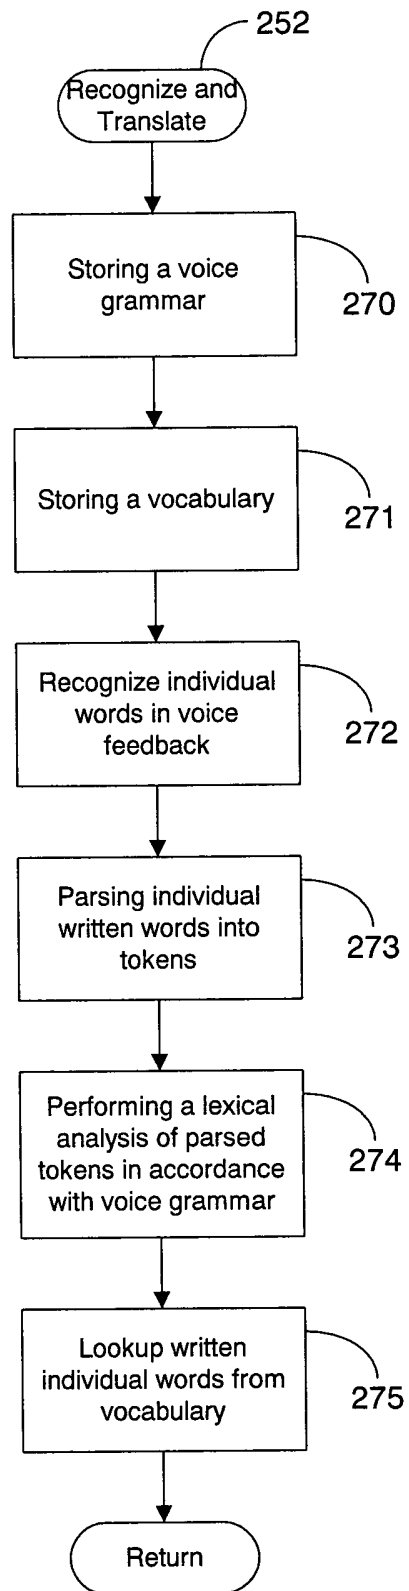 252
Recognize and
Translate
Storing a voice
grammar
270
Storing a vocabulary
271
Recognize individual
words in voice
feedback
272
Parsing individual
written words into
tokens
273
Performing a lexical
analysis of parsed
tokens in accordance
with voice grammar
274
Lookup written
individual words from
vocabulary
275
Return